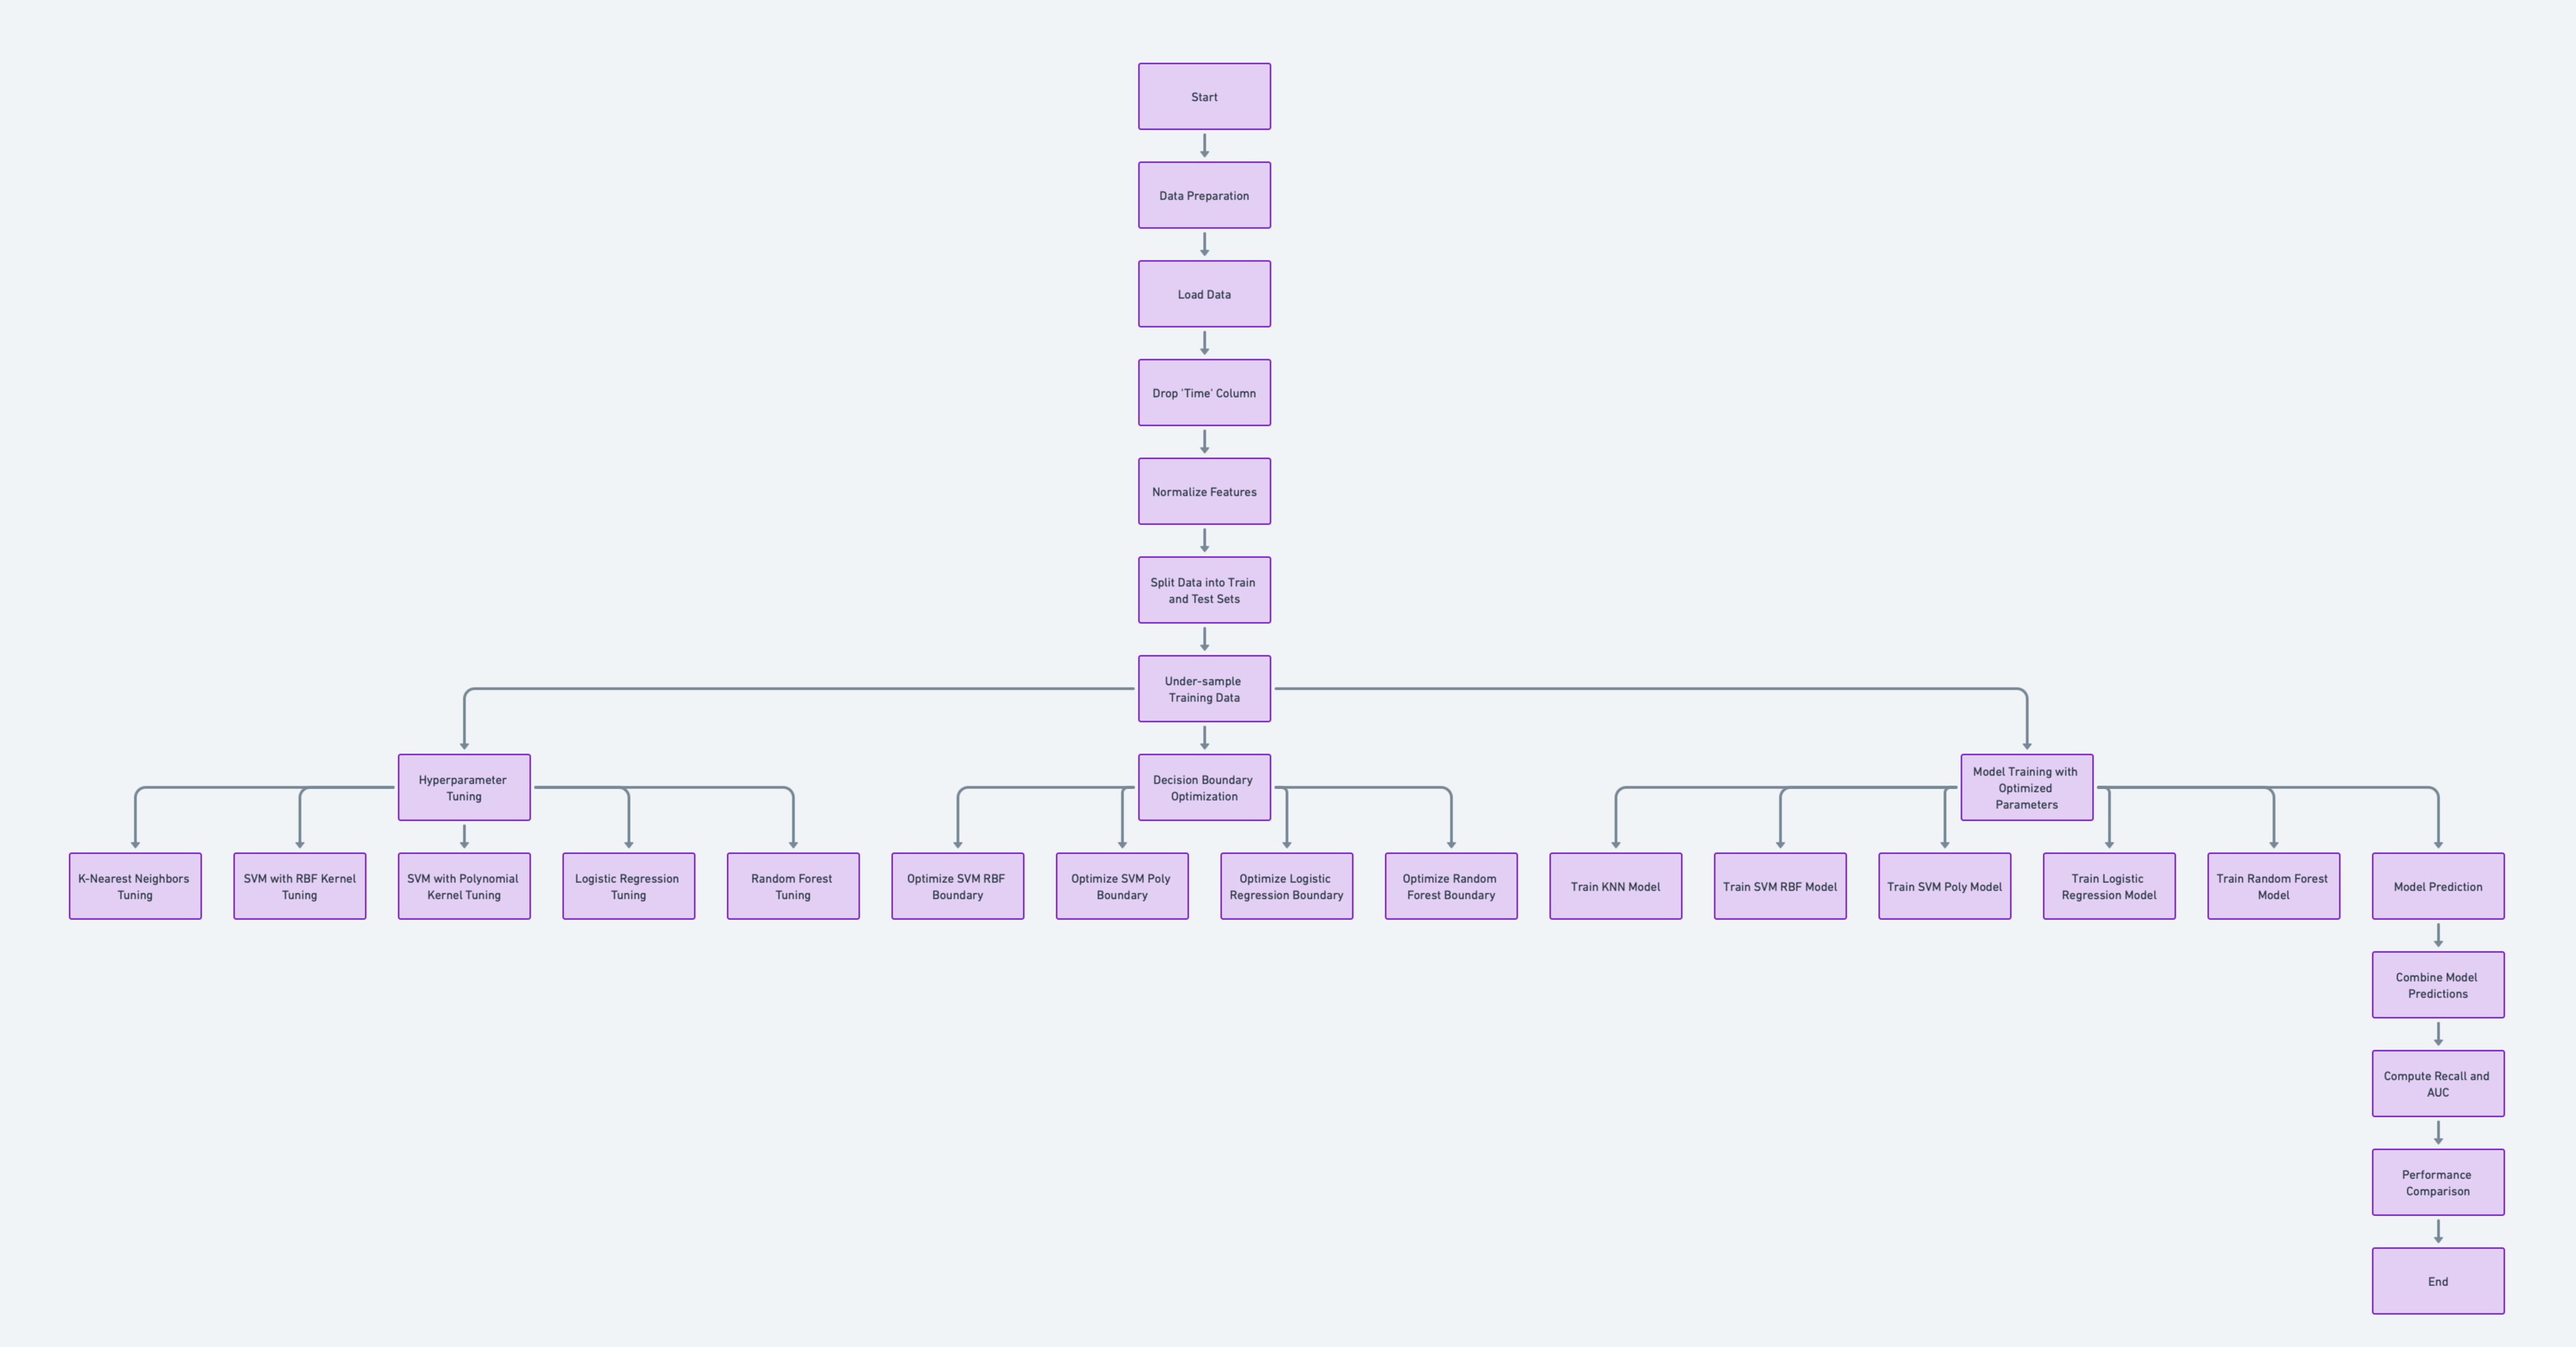 Start
Data Preparation
Load Data
Drop 'Time' Column
Normalize Features
Split Data into Train
and Test Sets
Under-sample
Training Data
Hyperparameter
Tuning
Decision Boundary
Optimization
Model Training with
Optimized
Parameters
K-Nearest Neighbors
Tuning
SVM with RBF Kernel
Tuning
SVM with Polynomial
Kernel Tuning
Logistic Regression
Tuning
Random Forest
Tuning
Optimize SVM RBF
Boundary
Optimize SVM Poly
Boundary
Optimize Logistic
Regression Boundary
Optimize Random
Forest Boundary
Train KNN Model
Train SVM RBF Model
Train SVM Poly Model
Train Logistic
Regression Model
Train Random Forest
Model
Model Prediction
Combine Model
Predictions
Compute Recall and
AUC
Performance
Comparison
End